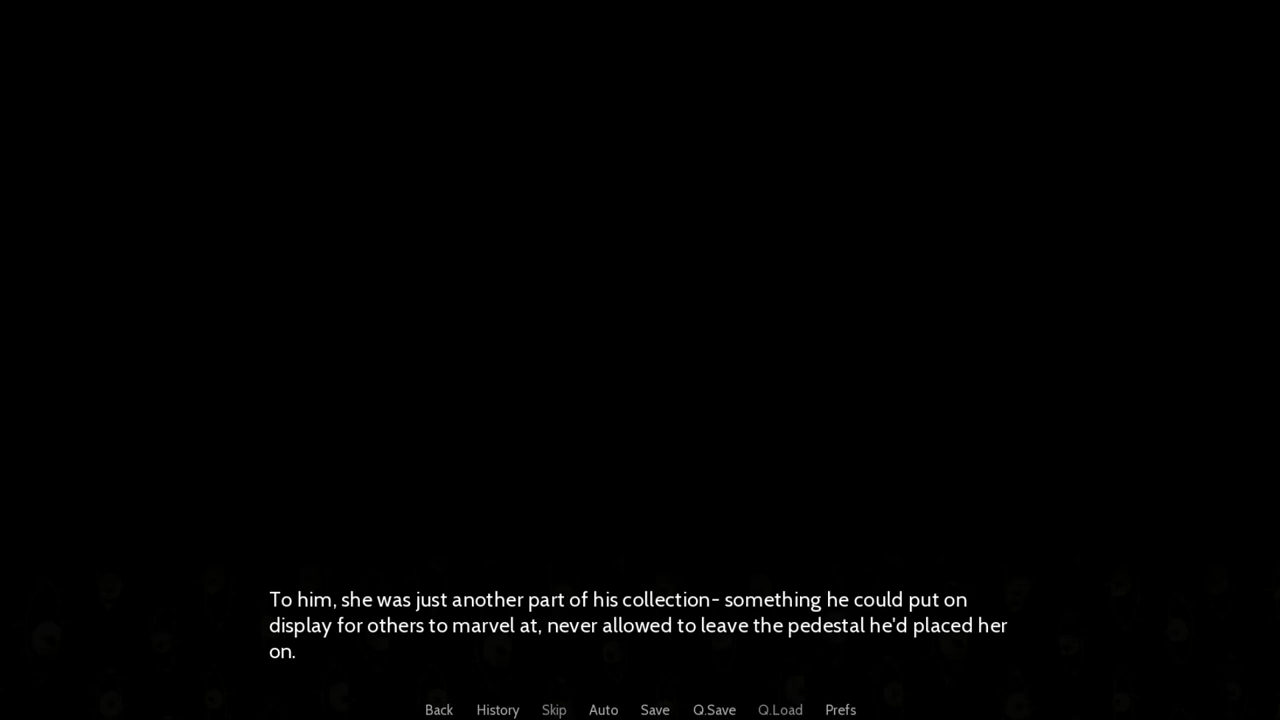 To him, she was just another part of his collection- something he could put on
display for others to marvel at, never allowed to leave the pedestal he'd placed her
on.
Back History Skip Auto Save Q.Save Q.Load Prefs